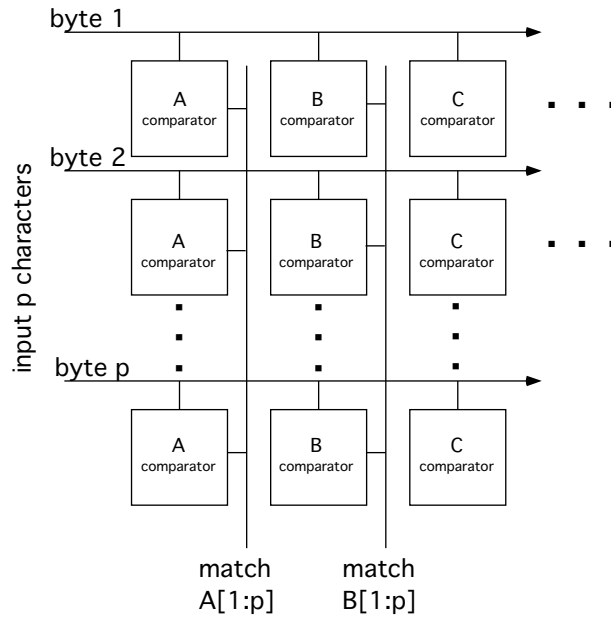 byte 1
A
comparator
B
comparator
C
comparator
byte 2
A
comparator
B
comparator
C
comparator
input p characters
byte p
A
comparator
B
comparator
C
comparator
match
A[1:p]
match
B[1:p]